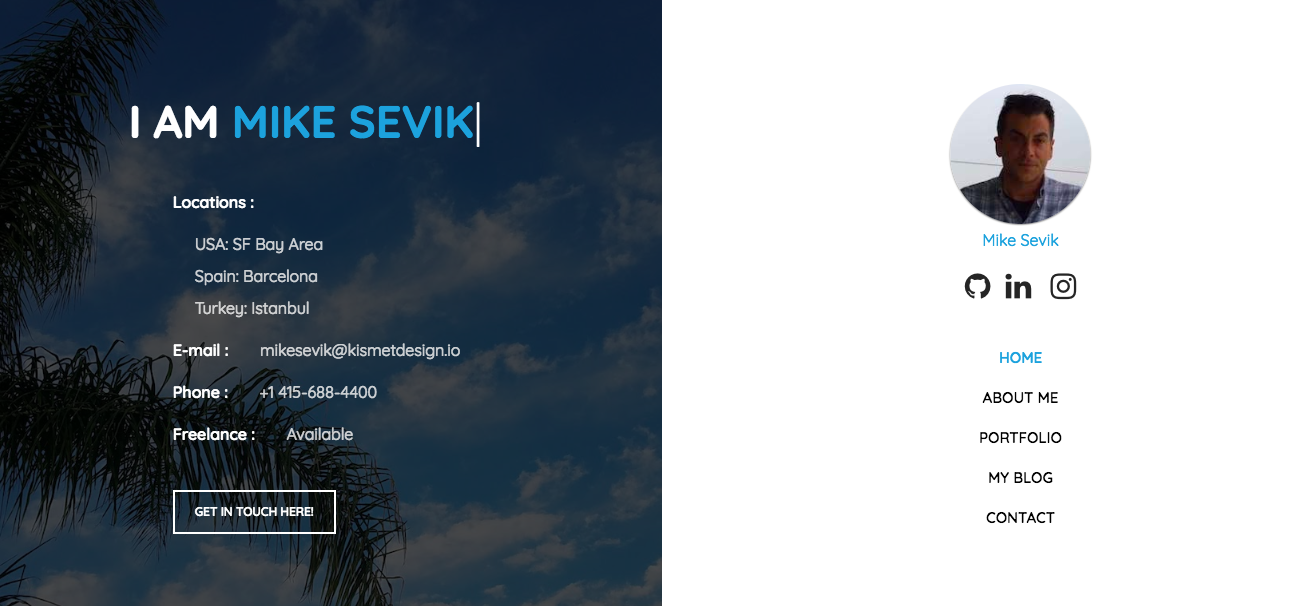 I AM MIKE SEVIK
Locations :
USA: SF Bay Area
Spain: Barcelona
Turkey: Istanbul
E-mail : mikesevik@kismetdesign.io
Phone : +1 415-688-4400
Freelance : Available
GET IN TOUCH HERE!
Mike Sevik
in
HOME
ABOUT ME
PORTFOLIO
MY BLOG
CONTACT